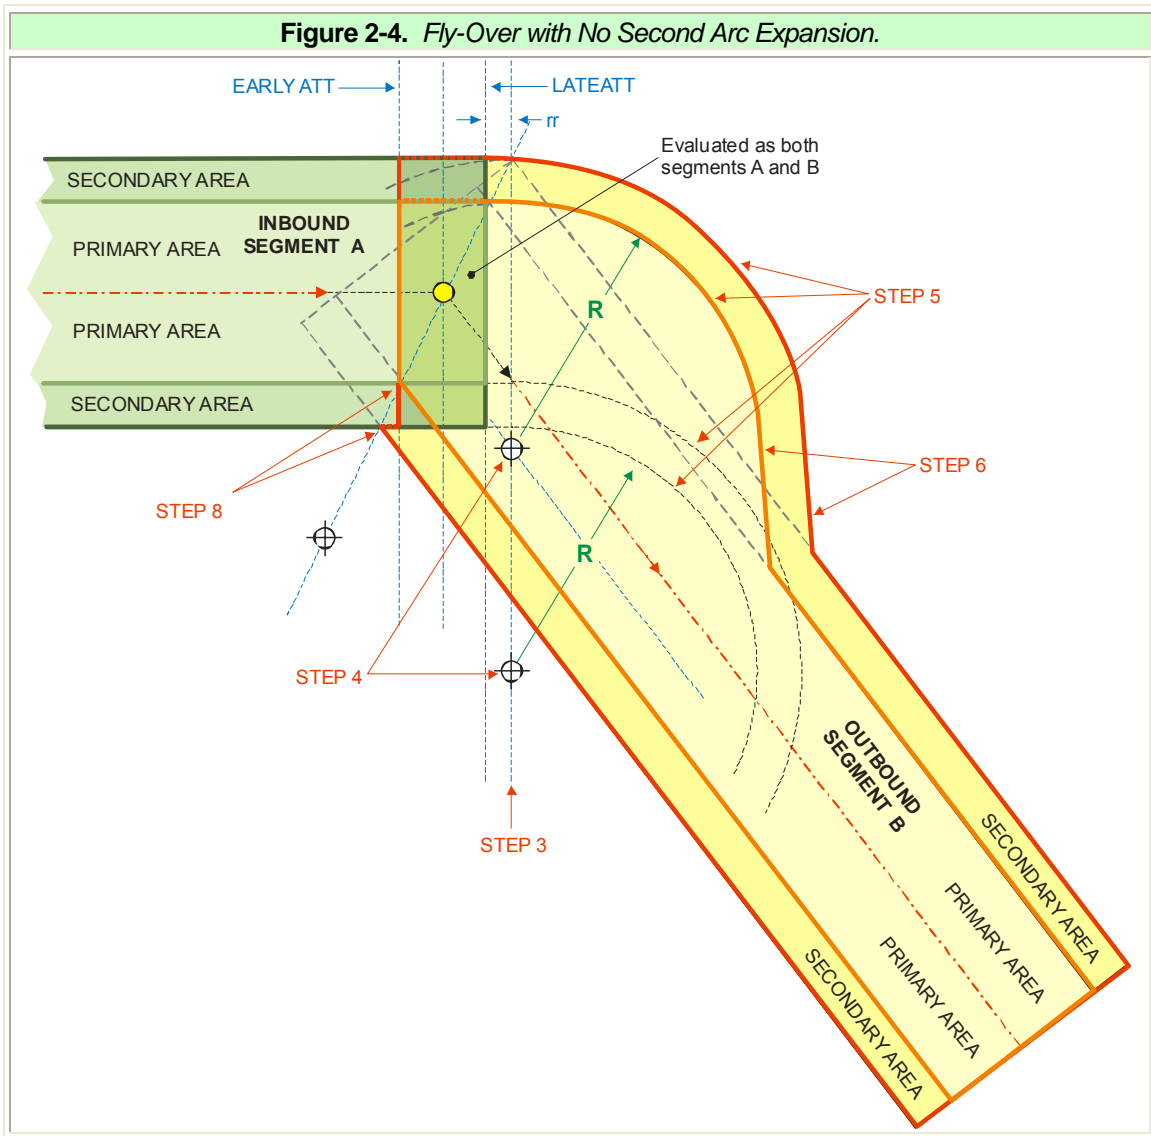 Figure 2-4. Fly-Over with No Second Arc Expansion.
EARLY ATT
LATEATT
rr
Evaluated as both
segments A and B
SECONDARY AREA
INBOUND
SEGMENT A
PRIMARY AREA
PRIMARY AREA
SECONDARY AREA
R
STEP 5
STEP 6
STEP 8
R
STEP 4
STEP 3
OUTBOUND
SEGMENT B
SECONDARY AREA
PRIMARY AREA
PRIMARY AREA
SECONDARY AREA